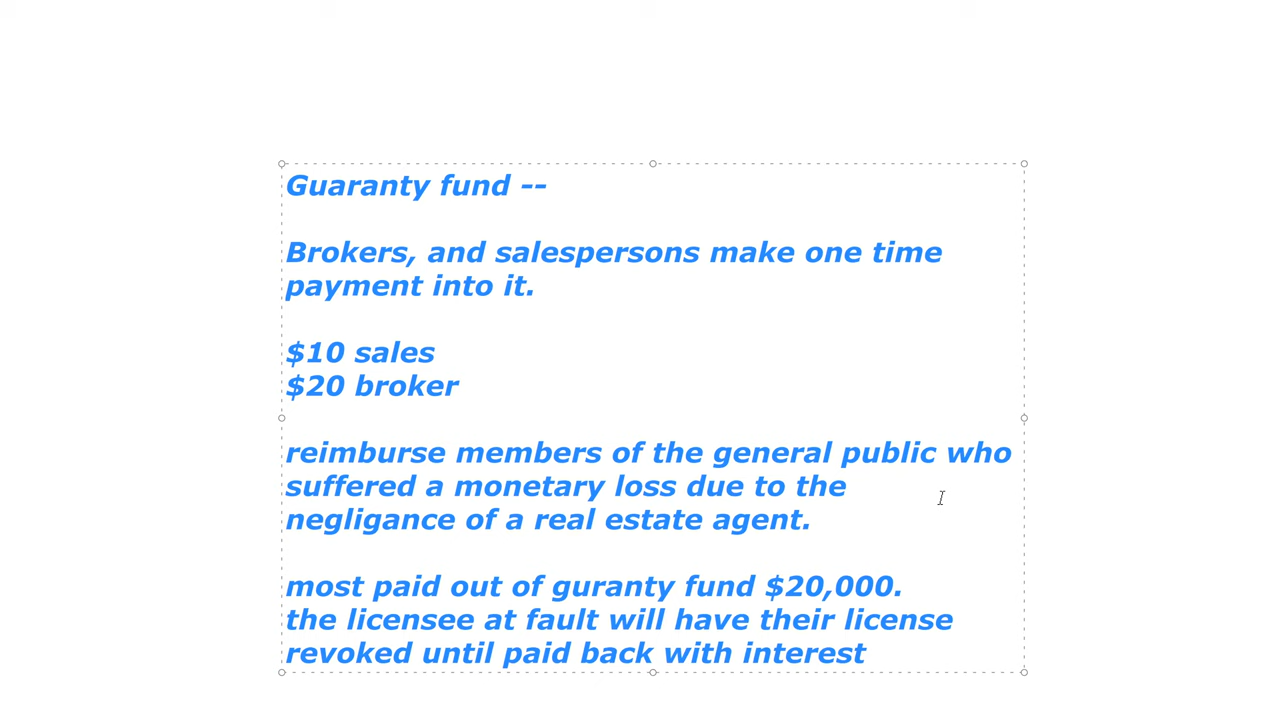 Guaranty fund --
Brokers, and salespersons make one time
payment into it.
$10 sales
$20 broker
reimburse members of the general public who
suffered a monetary loss due to the
negligance of a real estate agent.
most paid out of guranty fund $20,000.
the licensee at fault will have their license
revoked until paid back with interest